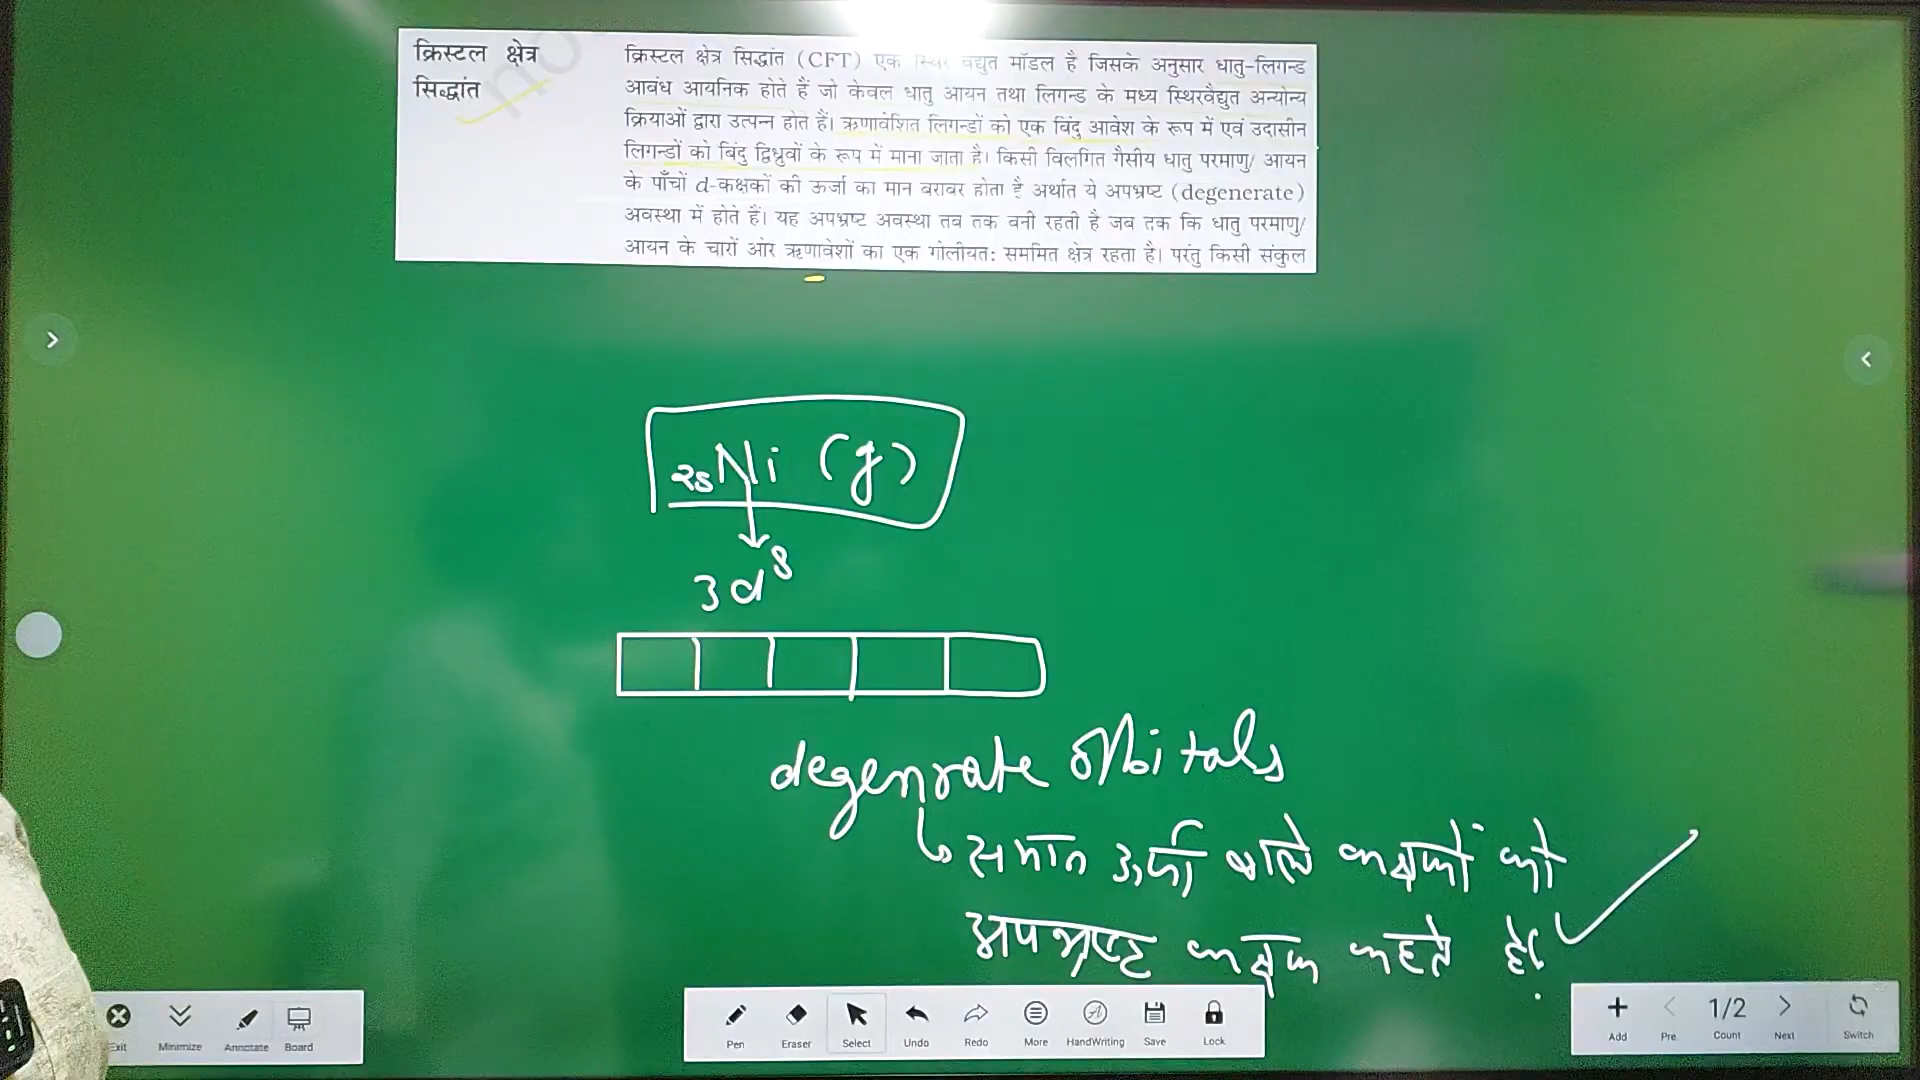 क्रिस्टल क्षेत्र
सिद्धांत
क्रिस्टल क्षेत्र सिद्धांत (CFT) एक स्थिर वैद्युत मॉडल है जिसके अनुसार धातु-लिगन्ड
आबंध आयनिक होते हैं जो केवल धातु आयन तथा लिगन्ड के मध्य स्थिरवैद्युत अन्योन्य
क्रियाओं द्वारा उत्पन्न होते हैं। ऋणावेशित लिगन्डों को एक बिंदु आवेश के रूप में एवं उदासीन
लिगन्डों को बिंदु द्विध्रुवों के रूप में माना जाता है। किसी विलगित गैसीय धातु परमाणु/ आयन
के पाँचों d-कक्षकों की ऊर्जा का मान बराबर होता है अर्थात ये अपभ्रष्ट (degenerate)
अवस्था में होते हैं। यह अपभ्रष्ट अवस्था तब तक बनी रहती है जब तक कि धातु परमाणु/
आयन के चारों ओर ऋणावेशों का एक गोलीयत: सममित क्षेत्र रहता है। परंतु किसी संकुल
28Ni (g)
3d8
degenrate orbitals
समान ऊर्जा वाले कक्षकों को
अपभ्रष्ट कक्षक कहते है।
Exit Minimize Annotate Board
Pen Eraser Select Undo Redo More HandWriting Save Lock
1/2
Add Pre. Count Next Switch